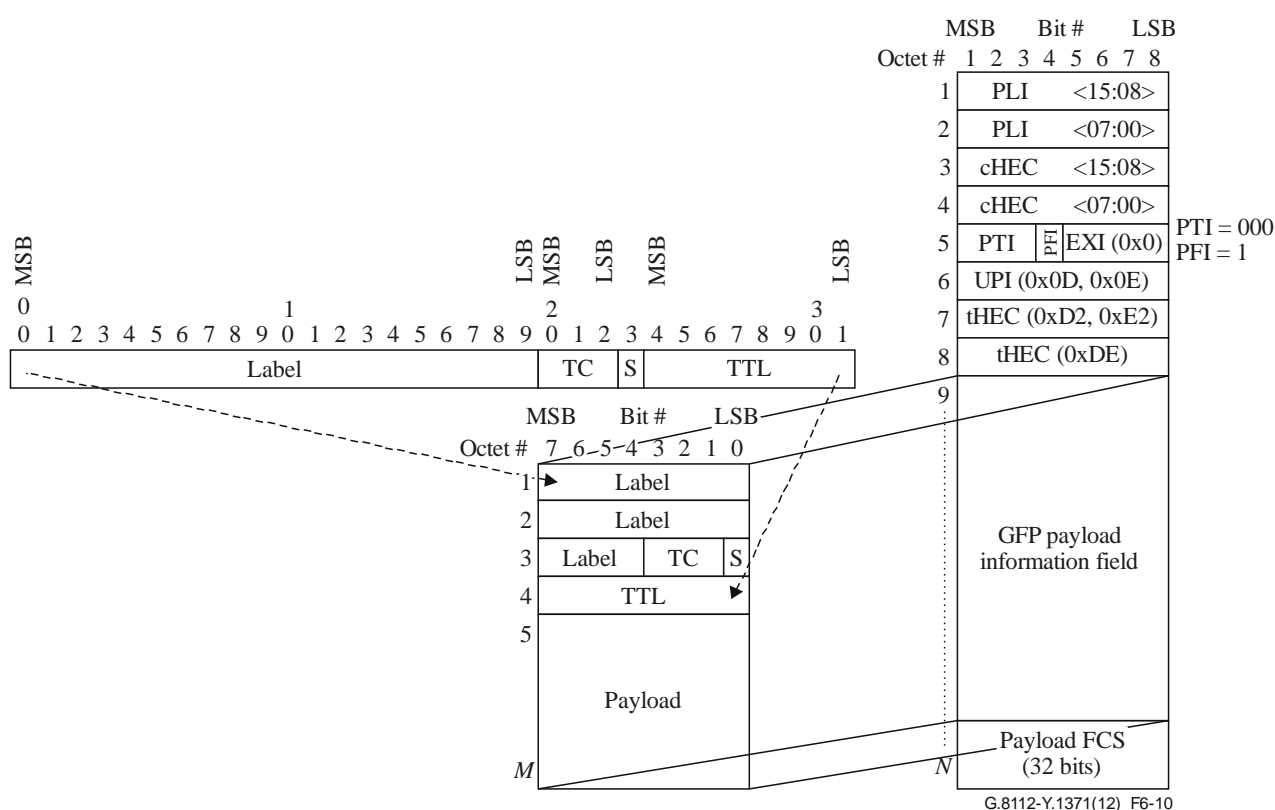 MSB Bit # LSB
Octet # 1 2 3 4 5 6 7 8
1 PLI <15:08>
2 PLI <07:00>
3 cHEC <15:08>
4 cHEC <07:00>
5 PTI PFI EXI (0x0) PTI = 000
PFI = 1
6 UPI (0x0D, 0x0E)
7 tHEC (0xD2, 0xE2)
8 tHEC (0xDE)
9
GFP payload
information field
N
Payload FCS
(32 bits)
MSB LSB MSB LSB MSB LSB
0 1 2 3
0 1 2 3 4 5 6 7 8 9 0 1 2 3 4 5 6 7 8 9 0 1 2 3 4 5 6 7 8 9 0 1
Label TC S TTL
MSB Bit # LSB
Octet # 7 6 5 4 3 2 1 0
1 Label
2 Label
3 Label TC S
4 TTL
5
Payload
M
G.8112-Y.1371(12)_F6-10